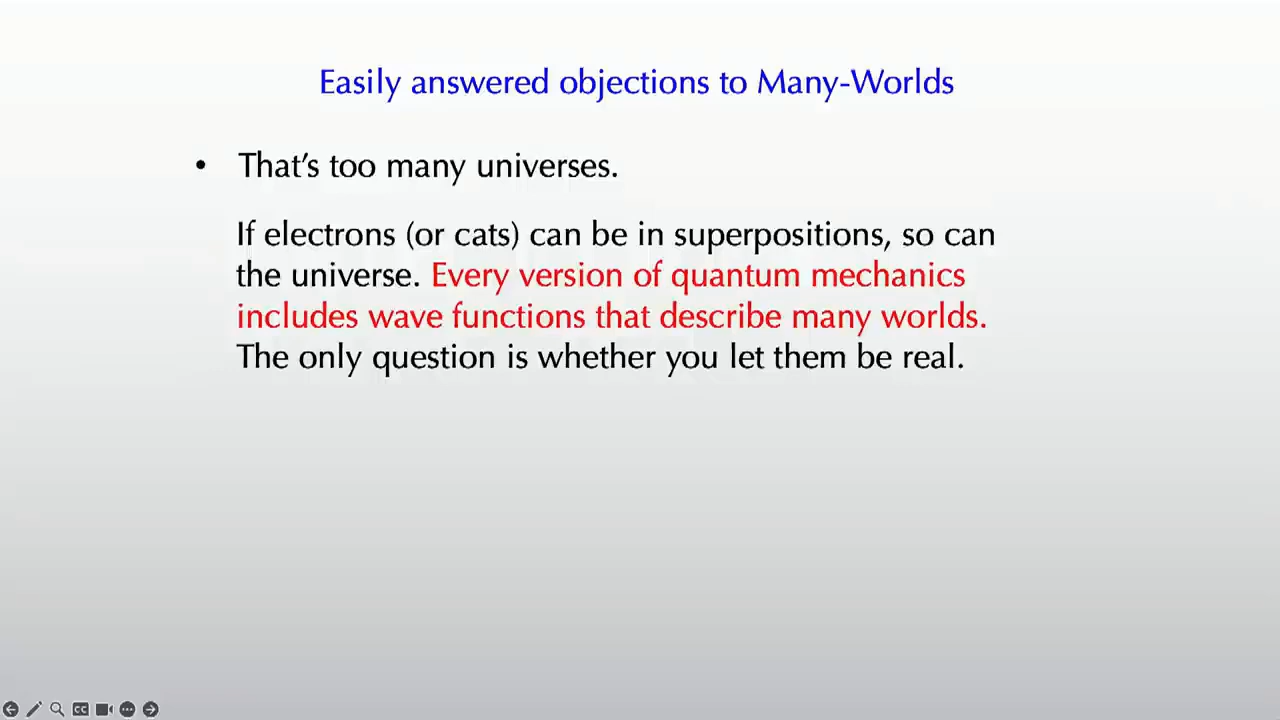 Easily answered objections to Many-Worlds
• That's too many universes.
If electrons (or cats) can be in superpositions, so can
the universe. Every version of quantum mechanics
includes wave functions that describe many worlds.
The only question is whether you let them be real.
CC